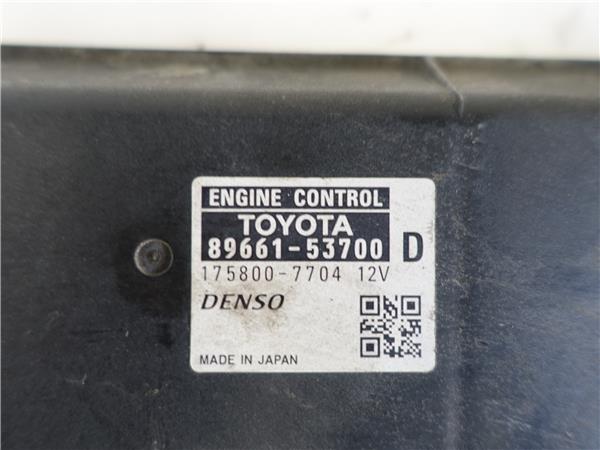 ENGINE CONTROL
TOYOTA
89661-53700 D
175800-7704 12V
DENSO
MADE IN JAPAN